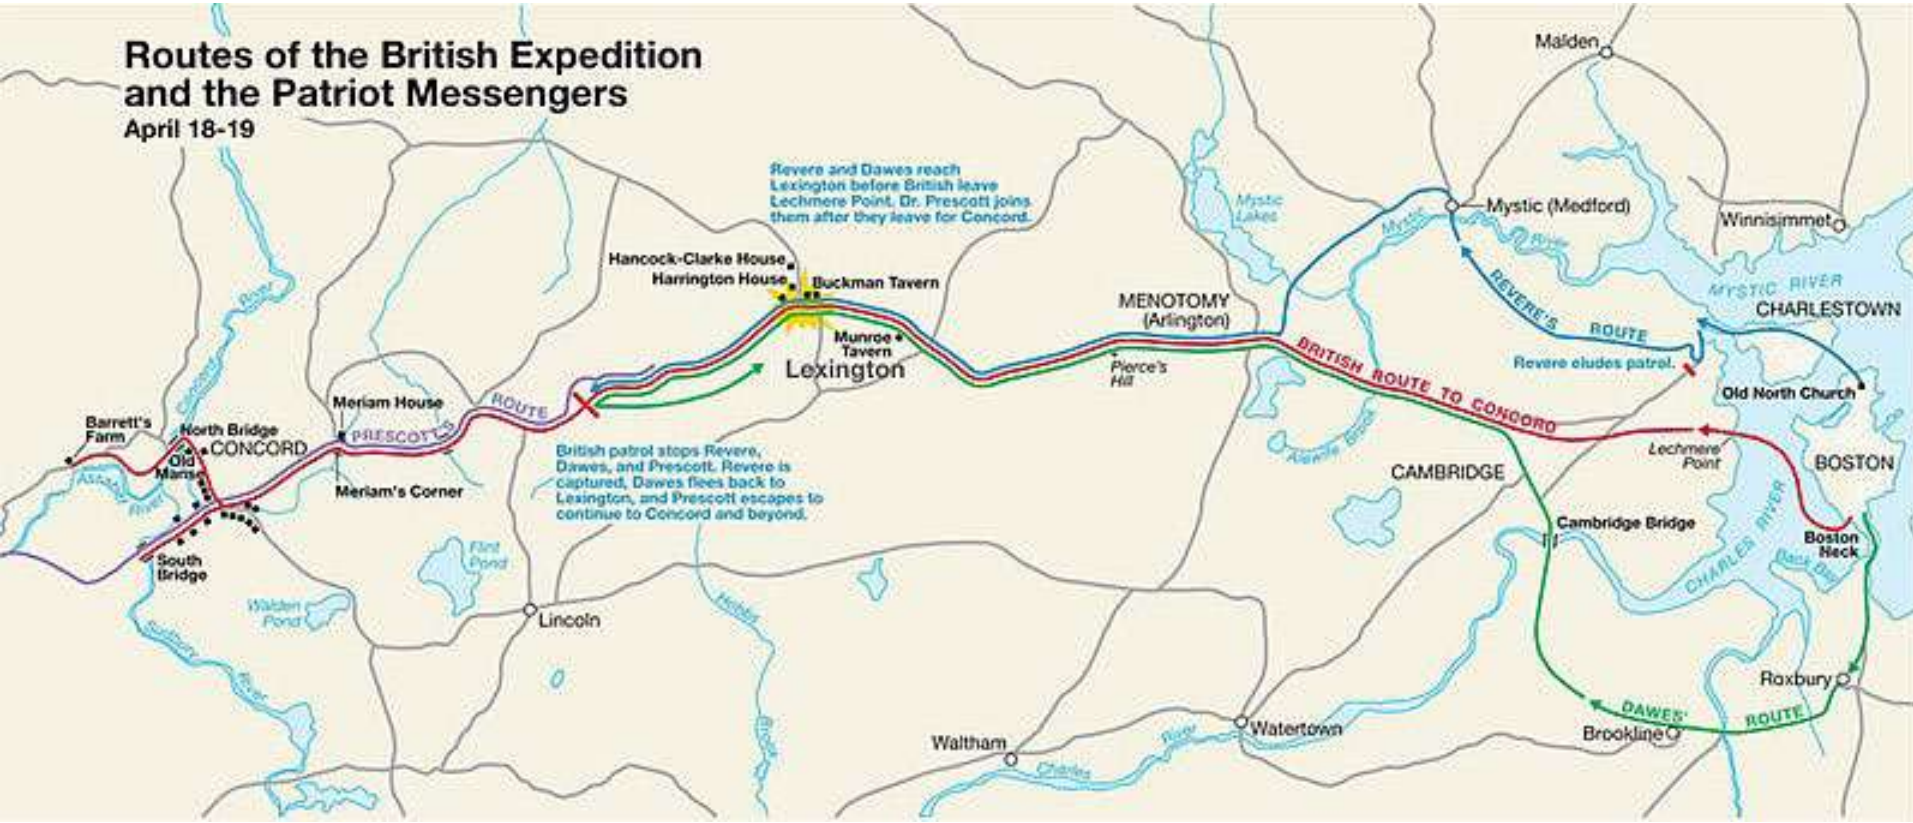 Routes of the British Expedition
and the Patriot Messengers
April 18-19
Malden
Revere and Dawes reach
Lexington before British leave
Lechmere Point. Dr. Prescott joins
them after they leave for Concord.
Mystic
Lakes
Mystic (Medford)
Mystic
River
Winnisimmet
Hancock-Clarke House
Harrington House
Buckman Tavern
MYSTIC RIVER
CHARLESTOWN
River
Concord
MENOTOMY
(Arlington)
REVERE'S ROUTE
Munroe
Tavern
Lexington
Pierce's
Hill
BRITISH ROUTE TO CONCORD
Revere eludes patrol.
Old North Church
Meriam House
ROUTE
PRESCOTT'S
Barrett's
Farm
North Bridge
CONCORD
Old
Manse
Assabet
River
Meriam's Corner
British patrol stops Revere,
Dawes, and Prescott. Revere is
captured, Dawes flees back to
Lexington, and Prescott escapes to
continue to Concord and beyond.
Alewife Brook
CAMBRIDGE
Lechmere
Point
BOSTON
Cambridge Bridge
CHARLES RIVER
Boston
Neck
Back Bay
South
Bridge
Flint
Pond
Walden
Pond
Lincoln
Hobbs
Brook
Sudbury
River
Roxbury
DAWES' ROUTE
Brookline
Watertown
Waltham
Charles
River